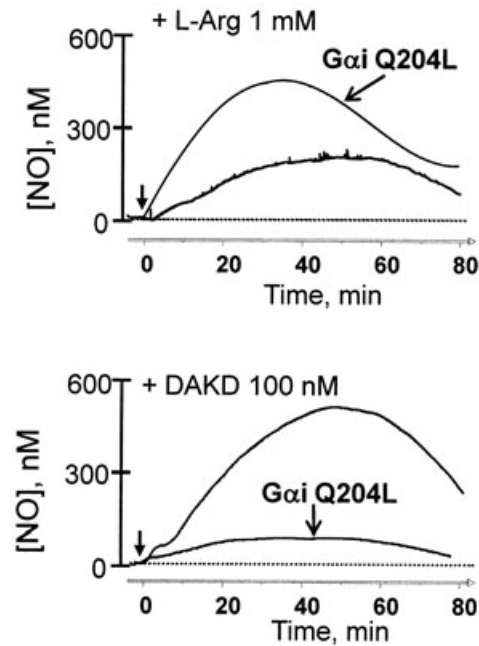 + L-Arg 1 mM
600
Gαi Q204L
300
[NO], nM
0
0 20 40 60 80
Time, min
+ DAKD 100 nM
600
300
Gαi Q204L
[NO], nM
0
0 20 40 60 80
Time, min